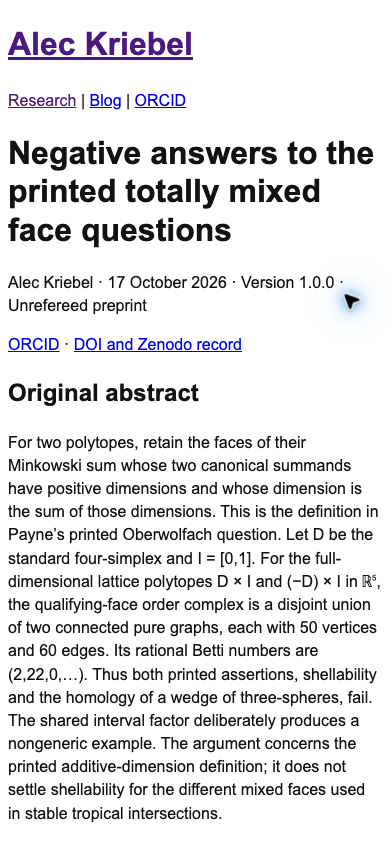 Alec Kriebel
Research | Blog | ORCID
Negative answers to the
printed totally mixed
face questions
Alec Kriebel · 17 October 2026 · Version 1.0.0 ·
Unrefereed preprint
ORCID · DOI and Zenodo record
Original abstract
For two polytopes, retain the faces of their
Minkowski sum whose two canonical summands
have positive dimensions and whose dimension is
the sum of those dimensions. This is the definition in
Payne’s printed Oberwolfach question. Let D be the
standard four-simplex and I = [0,1]. For the full-
dimensional lattice polytopes D × I and (−D) × I in ℝ⁵,
the qualifying-face order complex is a disjoint union
of two connected pure graphs, each with 50 vertices
and 60 edges. Its rational Betti numbers are
(2,22,0,…). Thus both printed assertions, shellability
and the homology of a wedge of three-spheres, fail.
The shared interval factor deliberately produces a
nongeneric example. The argument concerns the
printed additive-dimension definition; it does not
settle shellability for the different mixed faces used
in stable tropical intersections.